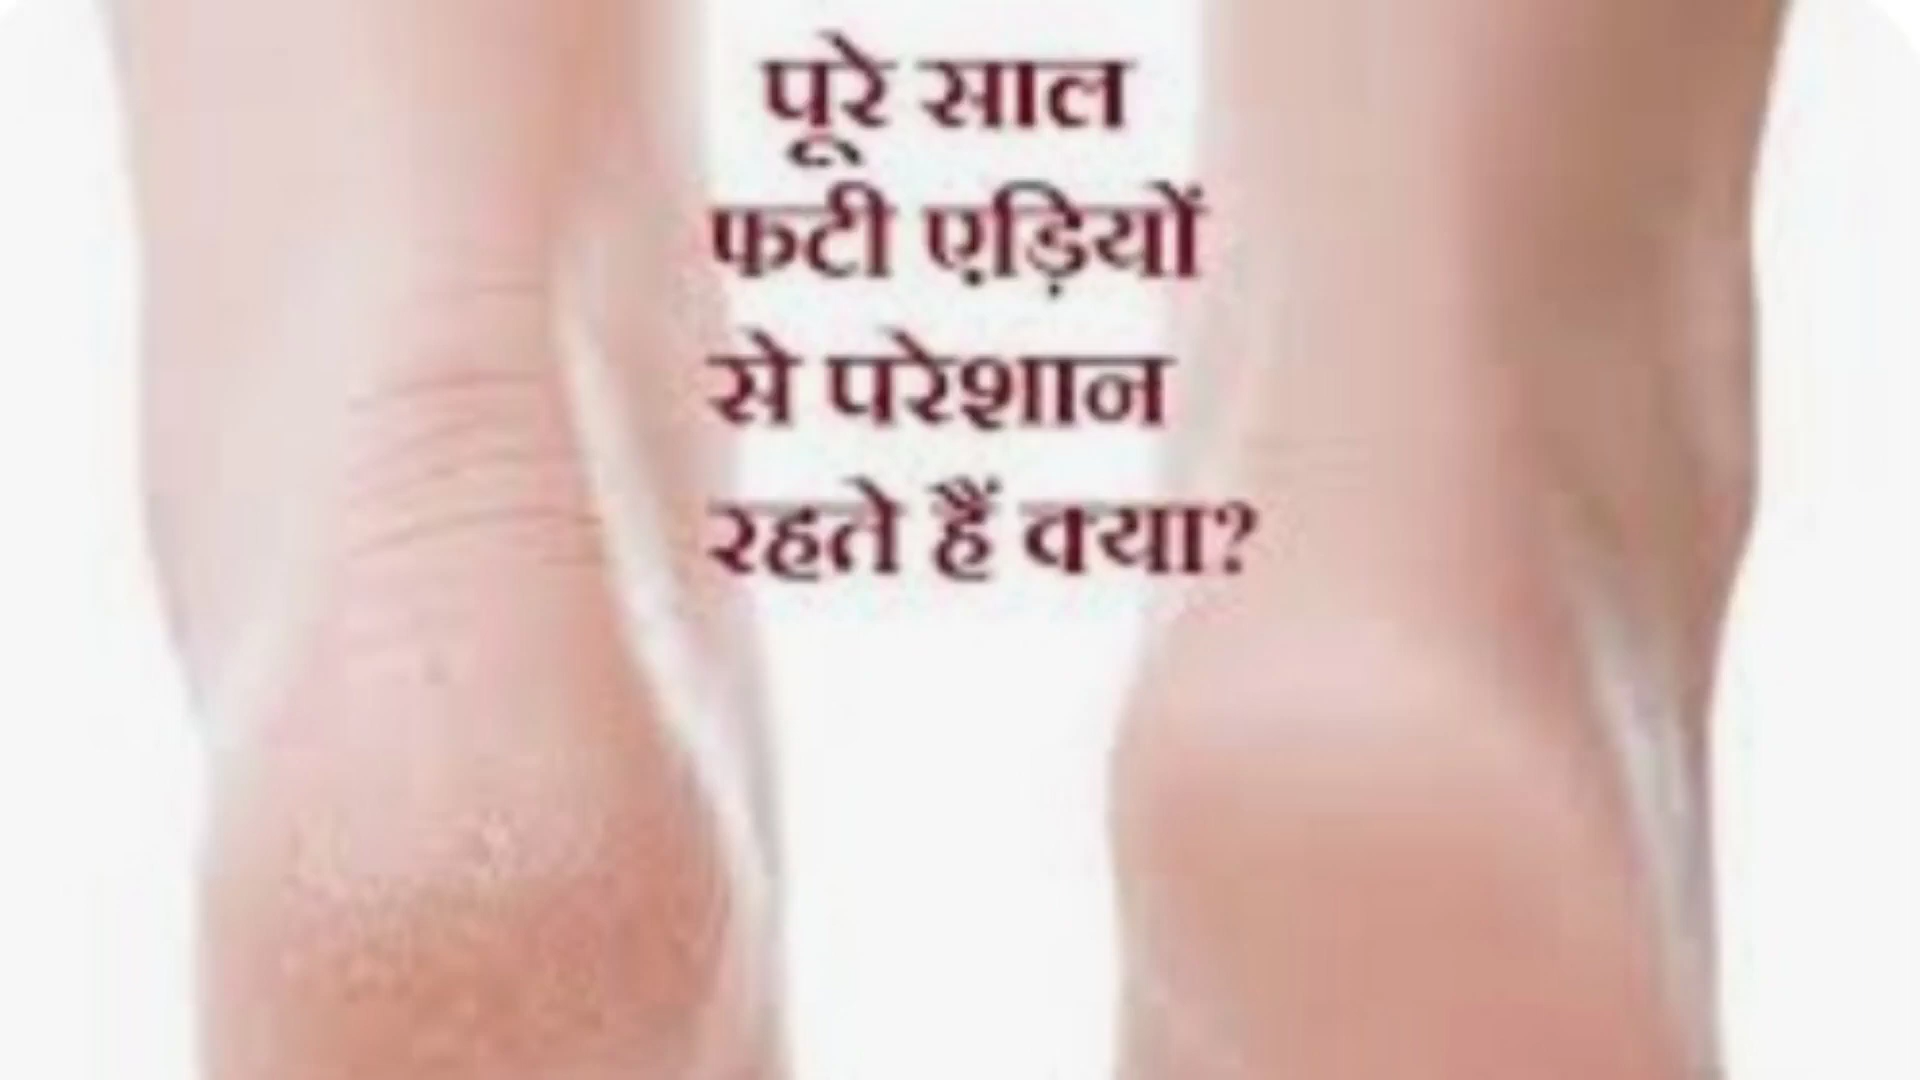 पूरे साल
फटी एड़ियों
से परेशान
रहते हैं क्या?